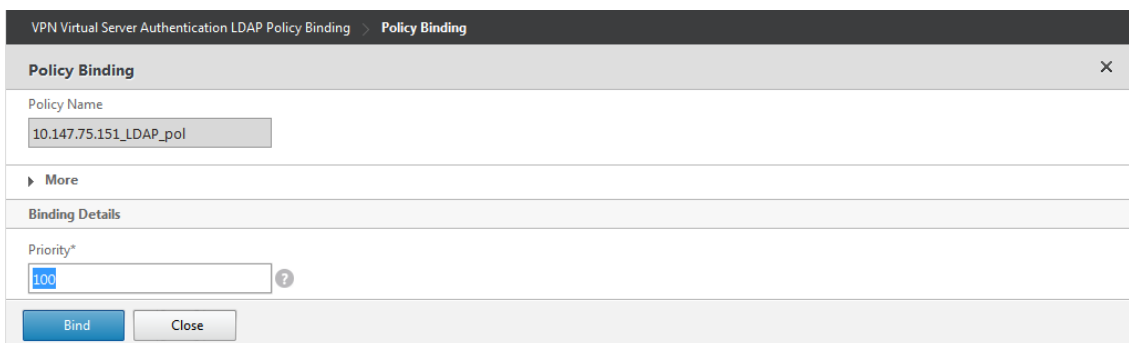 VPN Virtual Server Authentication LDAP Policy Binding > Policy Binding
Policy Binding ×
Policy Name
10.147.75.151_LDAP_pol
More
Binding Details
Priority*
100 ?
Bind Close